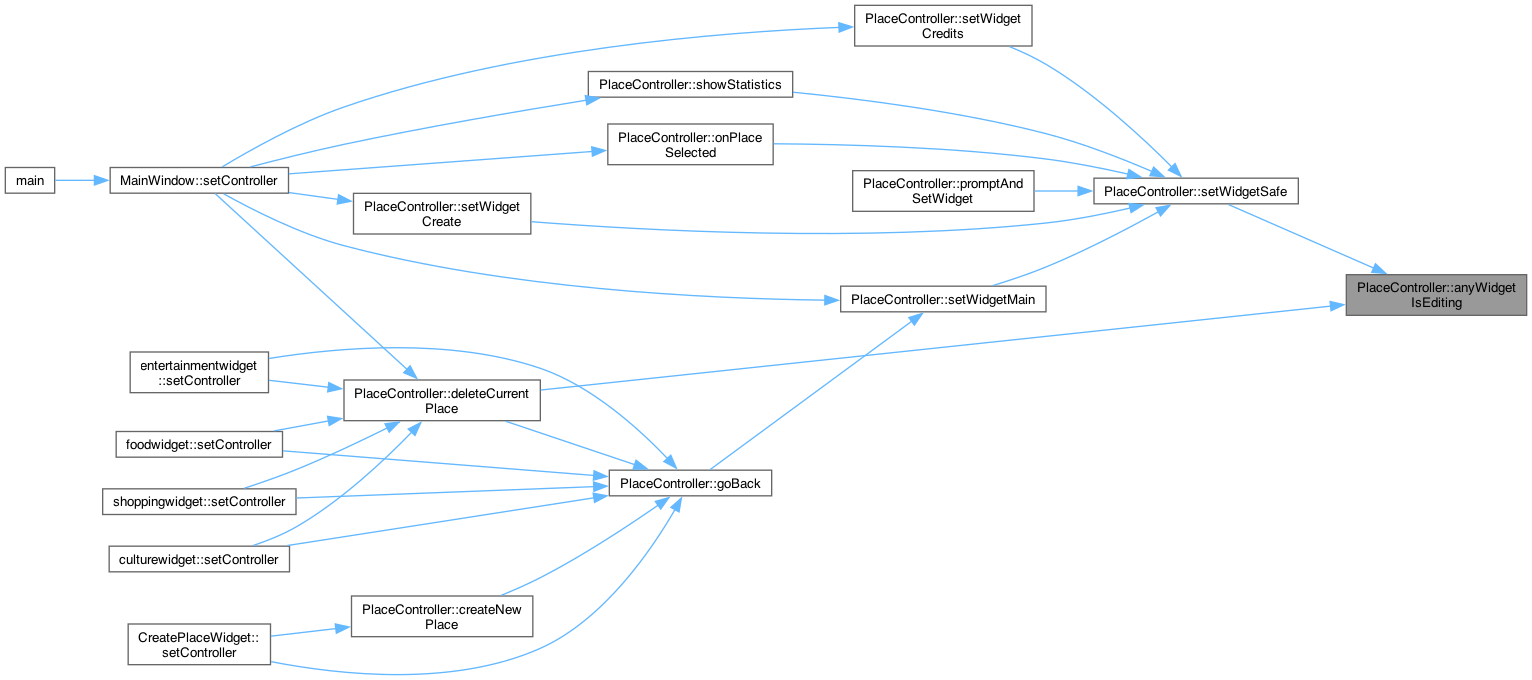 PlaceController::setWidget
Credits
PlaceController::showStatistics
PlaceController::onPlace
Selected
main
MainWindow::setController
PlaceController::promptAnd
SetWidget
PlaceController::setWidgetSafe
PlaceController::setWidget
Create
PlaceController::anyWidget
IsEditing
PlaceController::setWidgetMain
entertainmentwidget
::setController
PlaceController::deleteCurrent
Place
foodwidget::setController
PlaceController::goBack
shoppingwidget::setController
culturewidget::setController
PlaceController::createNew
Place
CreatePlaceWidget::
setController